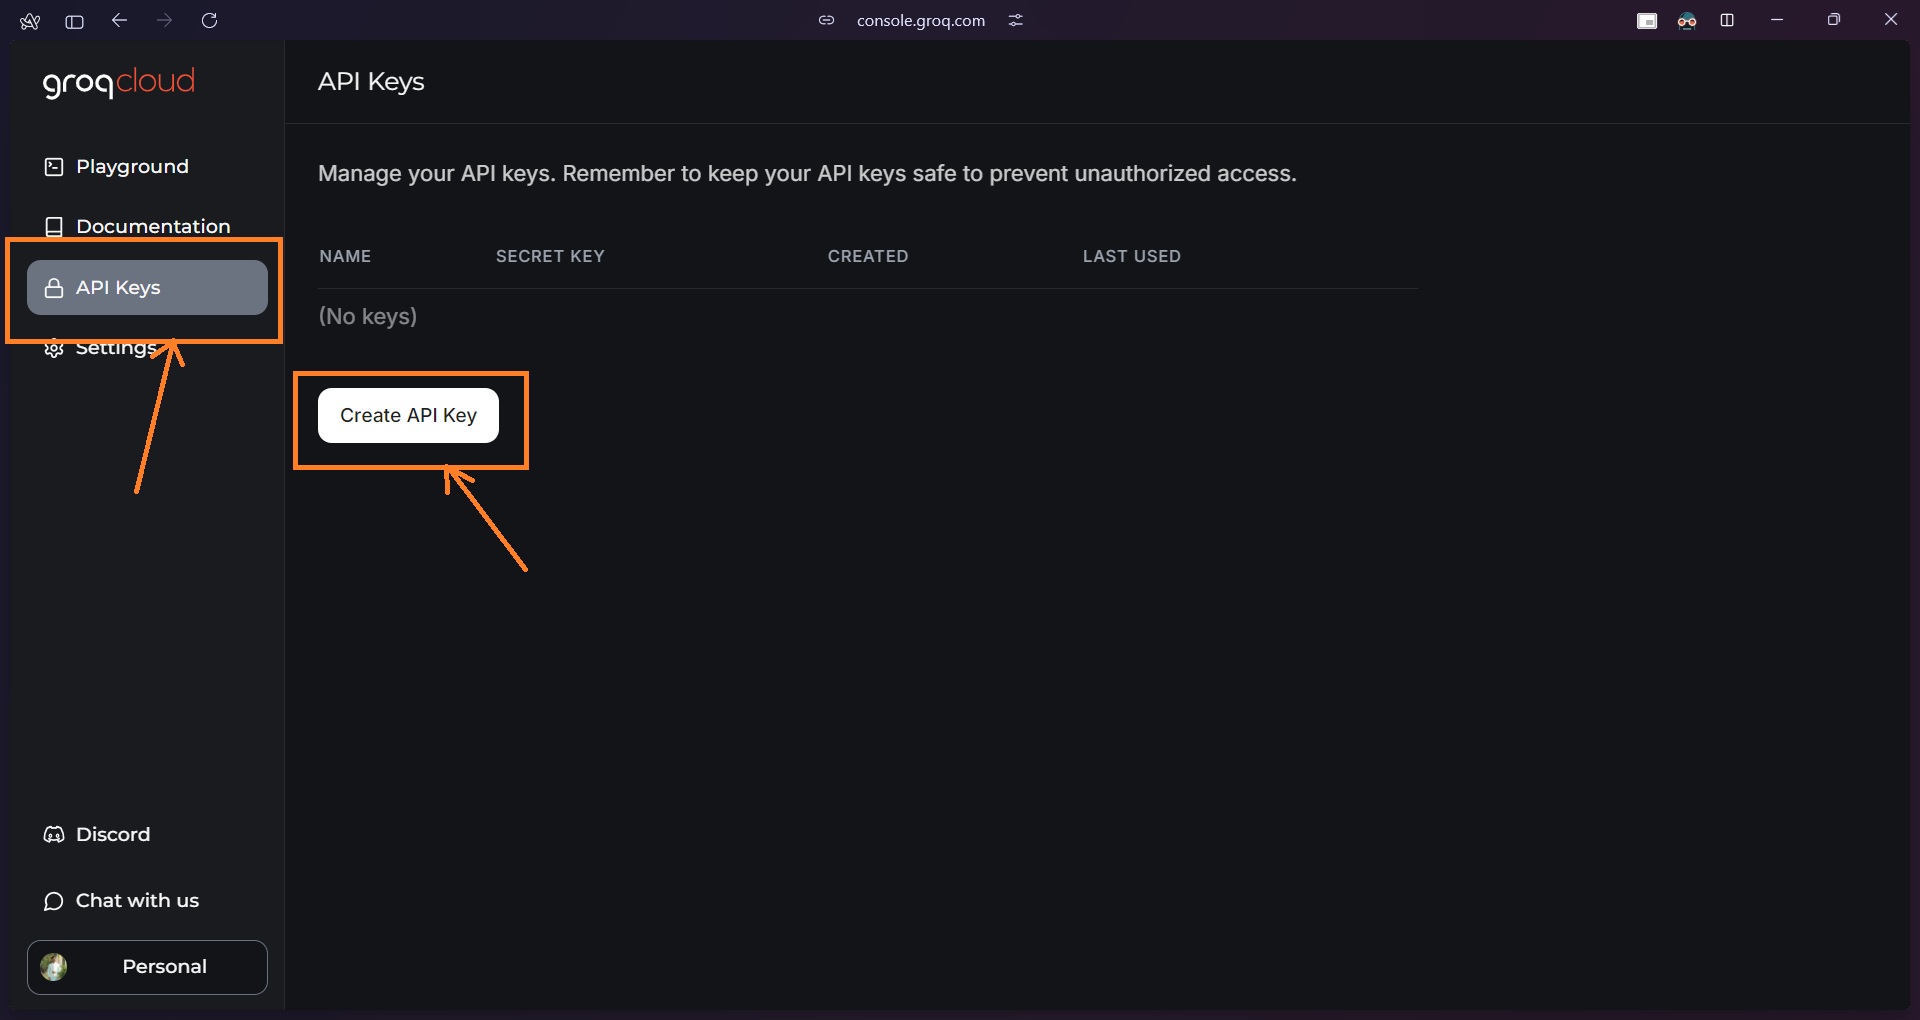 console.groq.com
groqcloud
Playground
Documentation
API Keys
Settings
Discord
Chat with us
Personal
API Keys
Manage your API keys. Remember to keep your API keys safe to prevent unauthorized access.
NAME SECRET KEY CREATED LAST USED
(No keys)
Create API Key